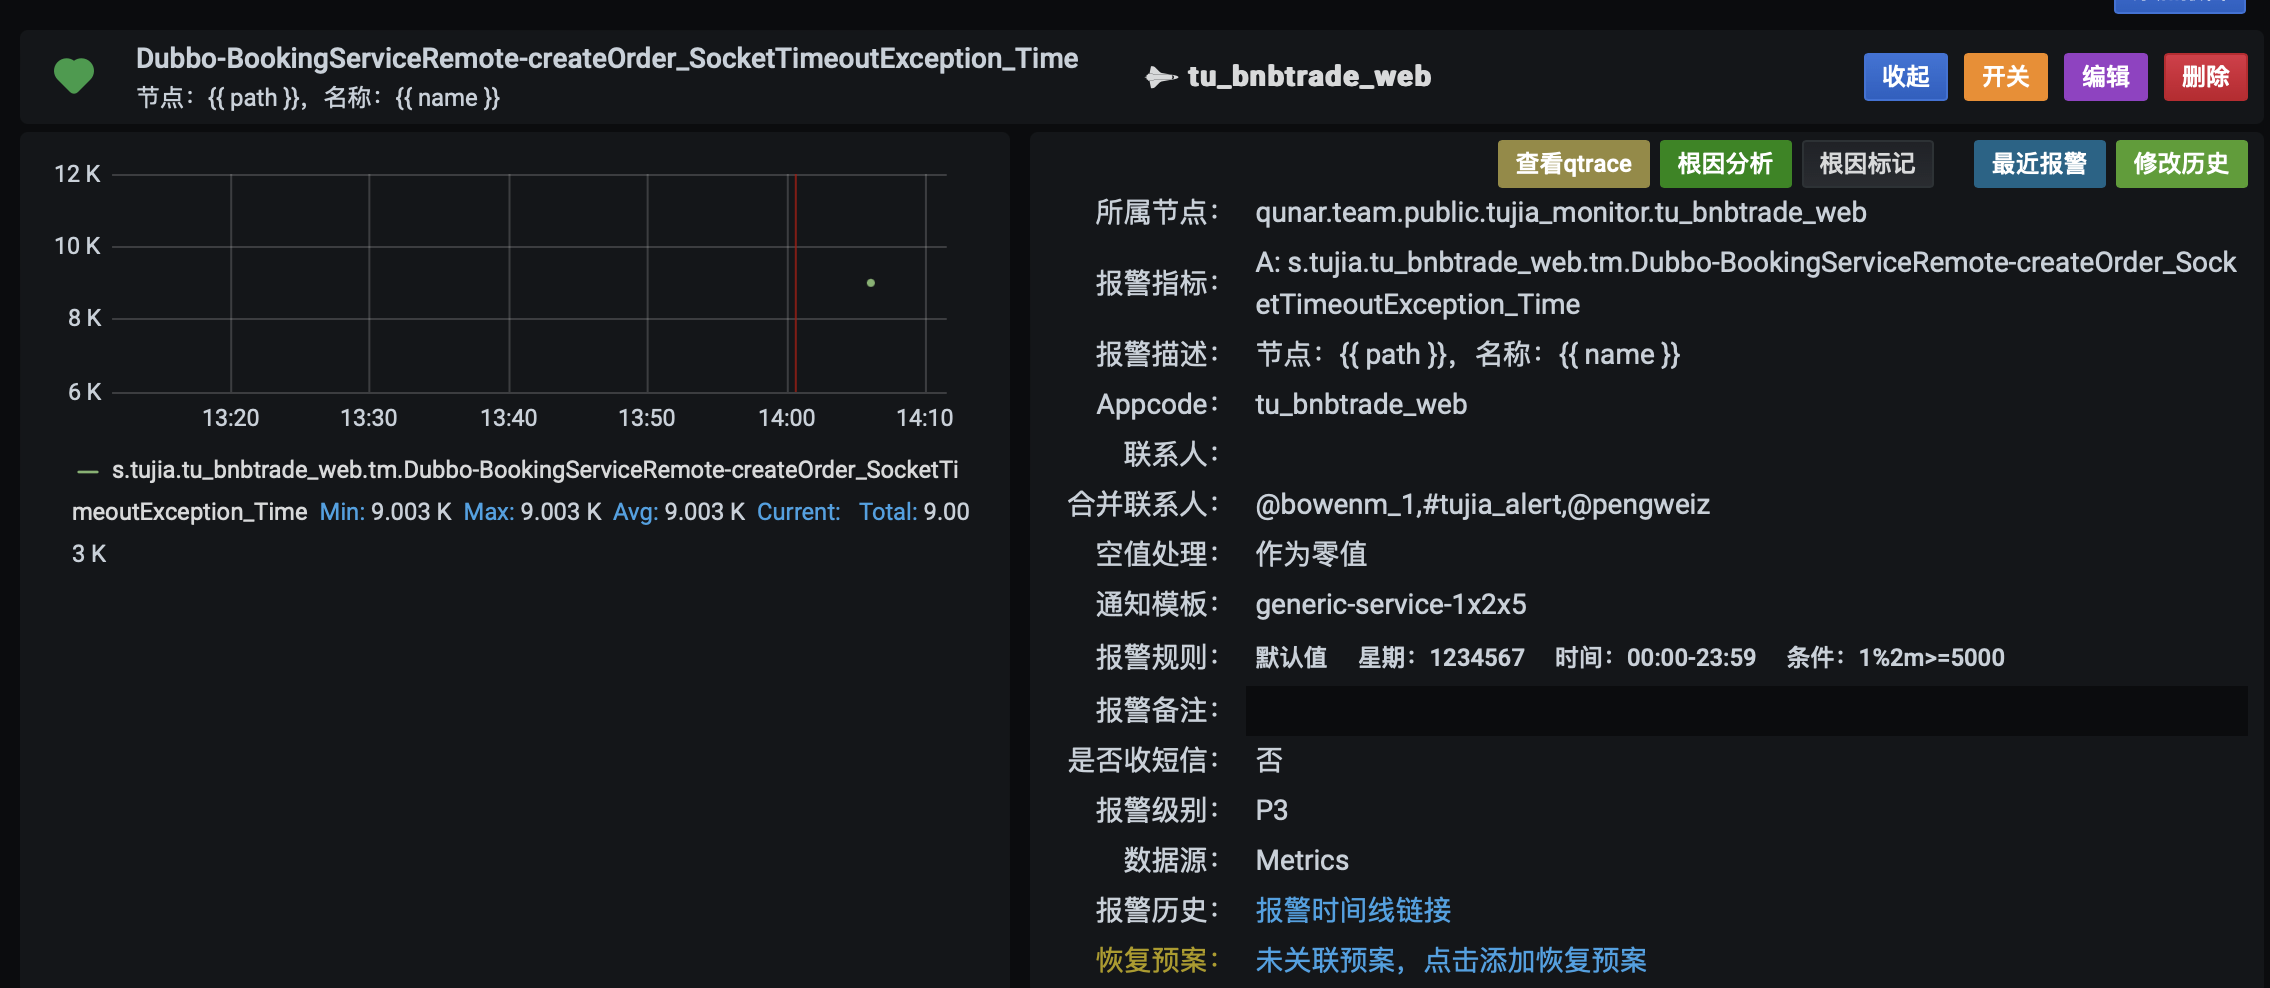 Dubbo-BookingServiceRemote-createOrder_SocketTimeoutException_Time
节点：{{ path }}，名称：{{ name }}
tu_bnbtrade_web
收起
开关
编辑
删除
12 K
10 K
8 K
6 K
13:20
13:30
13:40
13:50
14:00
14:10
s.tujia.tu_bnbtrade_web.tm.Dubbo-BookingServiceRemote-createOrder_SocketTi
meoutException_Time Min: 9.003 K Max: 9.003 K Avg: 9.003 K Current: Total: 9.00
3 K
查看qtrace
根因分析
根因标记
最近报警
修改历史
所属节点： qunar.team.public.tujia_monitor.tu_bnbtrade_web
报警指标： A: s.tujia.tu_bnbtrade_web.tm.Dubbo-BookingServiceRemote-createOrder_Sock
etTimeoutException_Time
报警描述： 节点：{{ path }}，名称：{{ name }}
Appcode： tu_bnbtrade_web
联系人：
合并联系人： @bowenm_1,#tujia_alert,@pengweiz
空值处理： 作为零值
通知模板： generic-service-1x2x5
报警规则： 默认值 星期：1234567 时间：00:00-23:59 条件：1%2m>=5000
报警备注：
是否收短信： 否
报警级别： P3
数据源： Metrics
报警历史： 报警时间线链接
恢复预案： 未关联预案，点击添加恢复预案